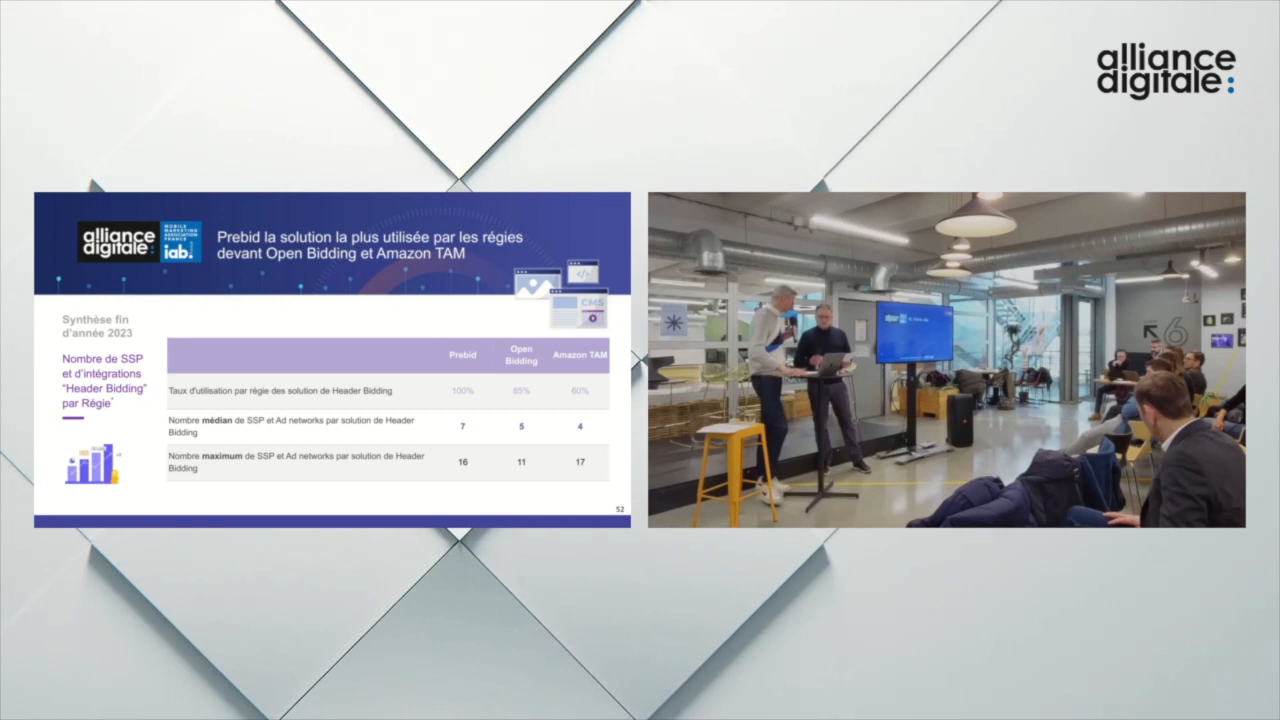 alliance
digitale:
alliance
digitale:
MOBILE
MARKETING
ASSOCIATION
FRANCE
iab.
Prebid la solution la plus utilisée par les régies
devant Open Bidding et Amazon TAM
</>
CMS
Synthèse fin
d'année 2023
Nombre de SSP
et d'intégrations
“Header Bidding”
par Régie*
Prebid
Open
Bidding
Amazon TAM
Taux d'utilisation par régie des solution de Header Bidding
100%
85%
60%
Nombre médian de SSP et Ad networks par solution de Header
Bidding
7
5
4
Nombre maximum de SSP et Ad networks par solution de Header
Bidding
16
11
17
52
6